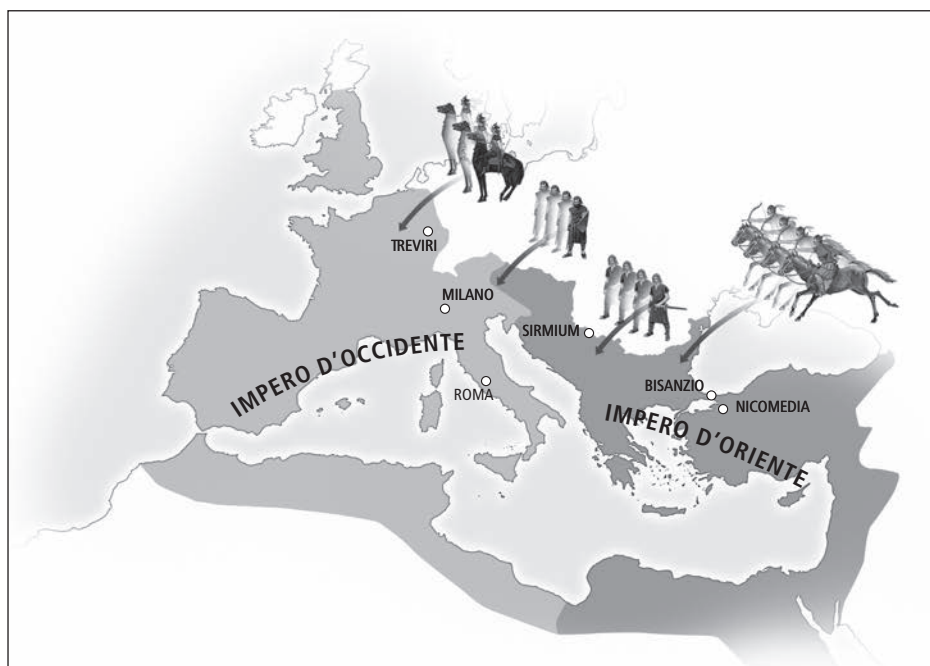 TREVIRI
MILANO
SIRMIUM
IMPERO D'OCCIDENTE
ROMA
BISANZIO
NICOMEDIA
IMPERO D'ORIENTE